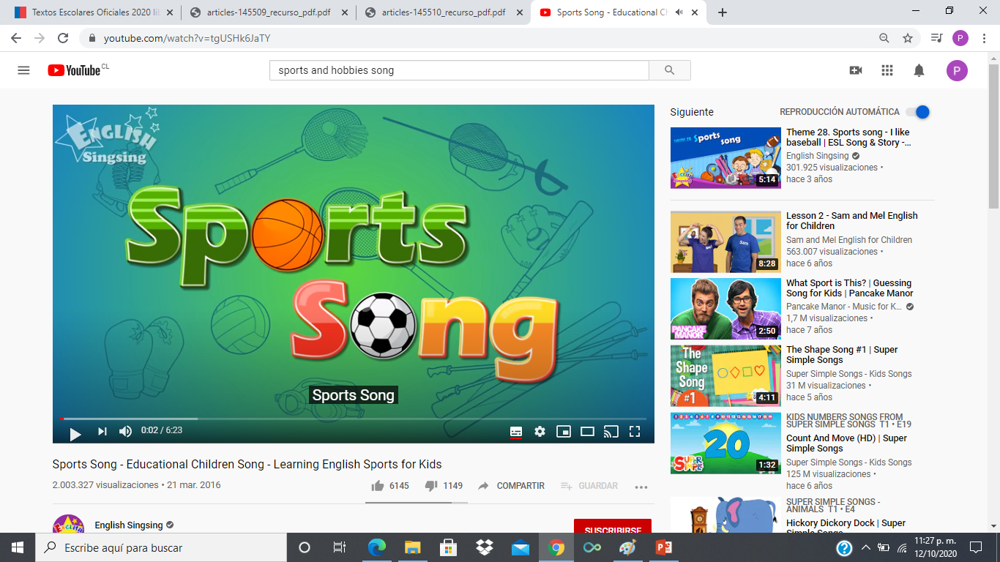 Textos Escolares Oficiales 2020 lib
articles-145509_recurso_pdf.pdf
articles-145510_recurso_pdf.pdf
Sports Song - Educational Ch
youtube.com/watch?v=tgUSHk6JaTY
P
YouTube CL
sports and hobbies song
P
ENGLISH
Singsing
Sports
Song
Sports Song
0:02 / 6:23
Sports Song - Educational Children Song - Learning English Sports for Kids
2.003.327 visualizaciones • 21 mar. 2016
6145
1149
COMPARTIR
GUARDAR
English Singsing
SUSCRIBIRSE
Siguiente
REPRODUCCIÓN AUTOMÁTICA
THEME 28 Sports
song
5:14
Theme 28. Sports song - I like
baseball | ESL Song & Story -...
English Singsing
301.925 visualizaciones •
hace 3 años
Sam
8:28
Lesson 2 - Sam and Mel English
for Children
Sam and Mel English for Children
563.007 visualizaciones •
hace 6 años
PANCAKE
MANOR
2:50
What Sport is This? | Guessing
Song for Kids | Pancake Manor
Pancake Manor - Music for K...
1,7 M visualizaciones •
hace 7 años
The
Shape
Song
#1
4:11
The Shape Song #1 | Super
Simple Songs
Super Simple Songs - Kids Songs
31 M visualizaciones •
hace 5 años
20
SUPER
SIMPLE
1:32
KIDS NUMBERS SONGS FROM
SUPER SIMPLE SONGS T1 • E19
Count And Move (HD) | Super
Simple Songs
Super Simple Songs - Kids Songs
125 M visualizaciones •
hace 6 años
SUPER SIMPLE SONGS -
ANIMALS T1 • E4
Hickory Dickory Dock | Super
Simple Songs
Escribe aquí para buscar
11:27 p. m.
12/10/2020